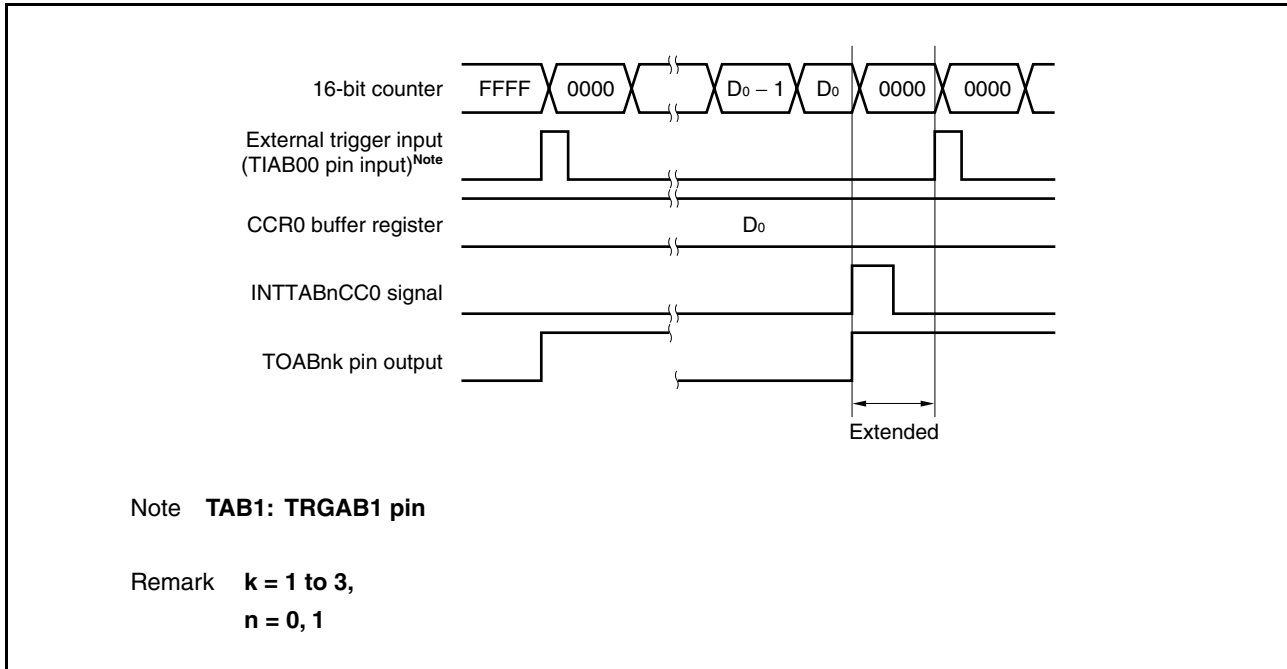 16-bit counter FFFF 0000 D0 − 1 D0 0000 0000
External trigger input
(TIAB00 pin input)Note
CCR0 buffer register D0
INTTABnCC0 signal
TOABnk pin output
Extended
Note TAB1: TRGAB1 pin
Remark k = 1 to 3,
n = 0, 1